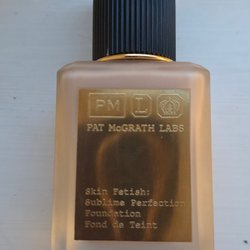 PM L
PAT McGRATH LABS
Skin Fetish:
Sublime Perfection
Foundation
Fond de Teint